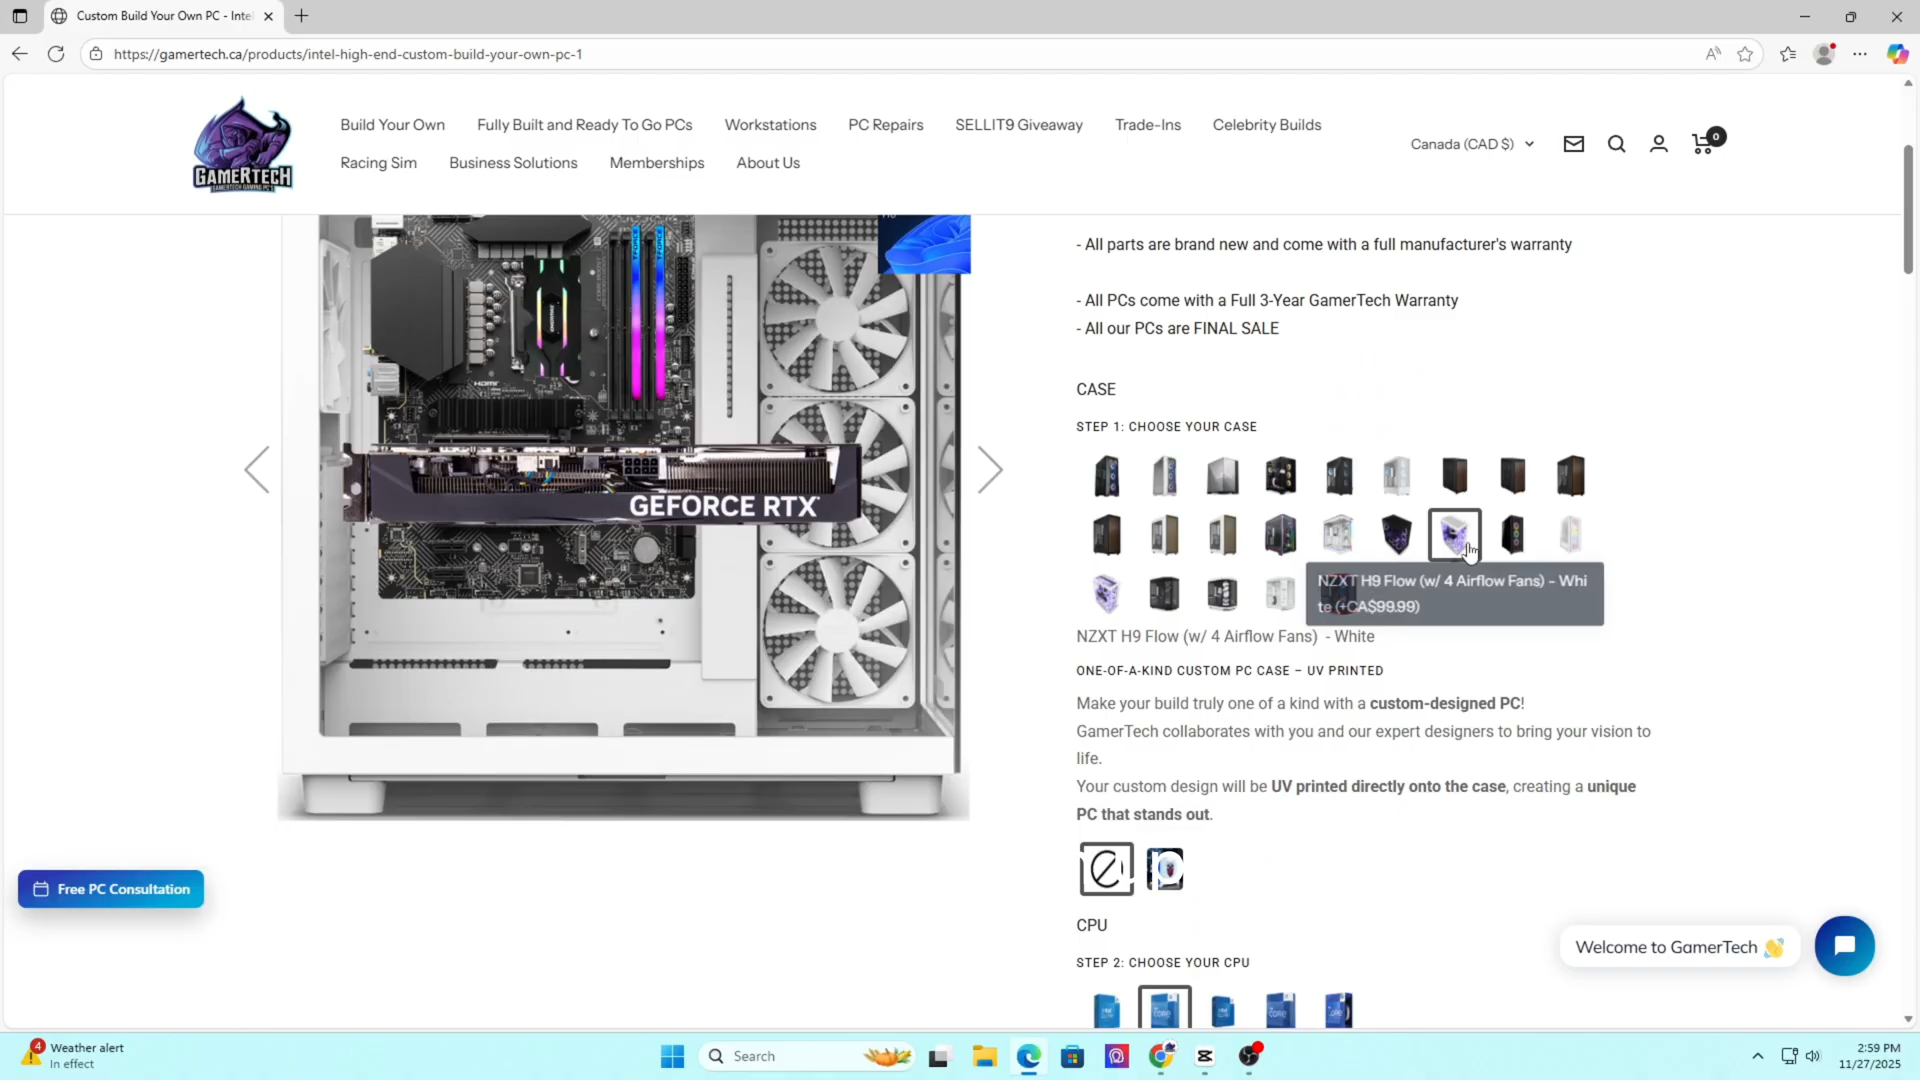 Custom Build Your Own PC - Inte
https://gamertech.ca/products/intel-high-end-custom-build-your-own-pc-1
GAMERTECH
GAMERTECH GAMING PC'S
Build Your Own
Fully Built and Ready To Go PCs
Workstations
PC Repairs
SELLIT9 Giveaway
Trade-Ins
Celebrity Builds
Racing Sim
Business Solutions
Memberships
About Us
Canada (CAD $)
0
HDMI
GEFORCE RTX
- All parts are brand new and come with a full manufacturer's warranty
- All PCs come with a Full 3-Year GamerTech Warranty
- All our PCs are FINAL SALE
CASE
STEP 1: CHOOSE YOUR CASE
NZXT H9 Flow (w/ 4 Airflow Fans) - Whi
te (+CA$99.99)
NZXT H9 Flow (w/ 4 Airflow Fans) - White
ONE-OF-A-KIND CUSTOM PC CASE – UV PRINTED
Make your build truly one of a kind with a custom-designed PC!
GamerTech collaborates with you and our expert designers to bring your vision to
life.
Your custom design will be UV printed directly onto the case, creating a unique
PC that stands out.
CPU
STEP 2: CHOOSE YOUR CPU
CORE
Free PC Consultation
Welcome to GamerTech 👋
4
Weather alert
In effect
Search
2:59 PM
11/27/2025